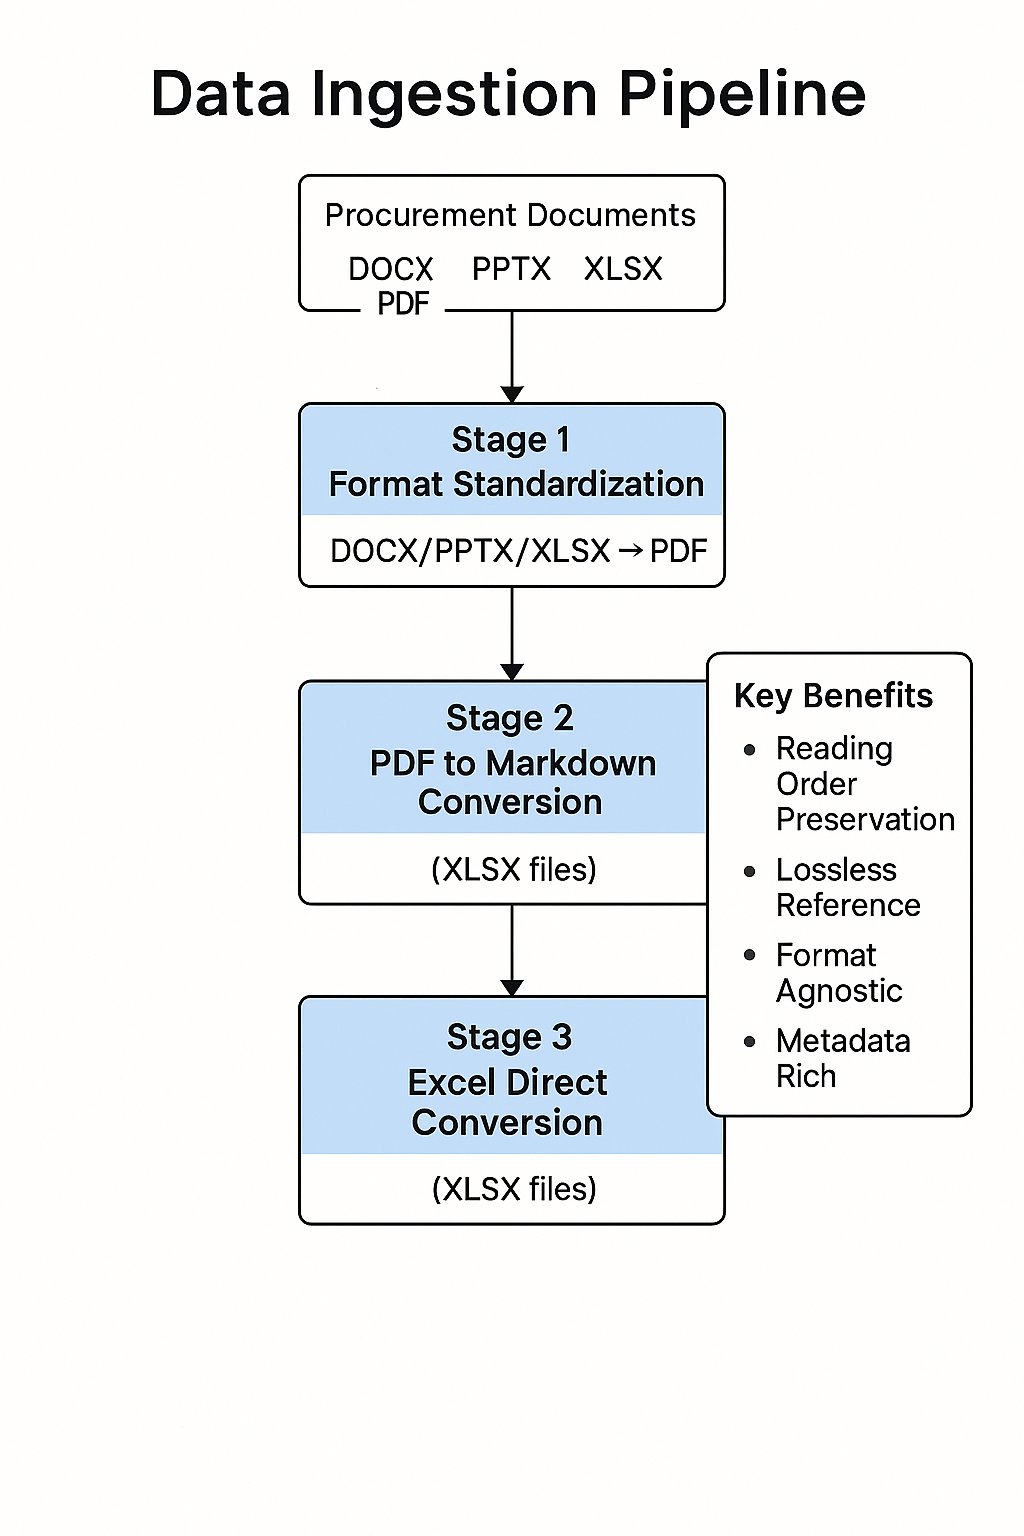 Data Ingestion Pipeline
Procurement Documents
DOCX PPTX XLSX
PDF
Stage 1
Format Standardization
DOCX/PPTX/XLSX → PDF
Stage 2
PDF to Markdown
Conversion
(XLSX files)
Stage 3
Excel Direct
Conversion
(XLSX files)
Key Benefits
• Reading
Order
Preservation
• Lossless
Reference
• Format
Agnostic
• Metadata
Rich